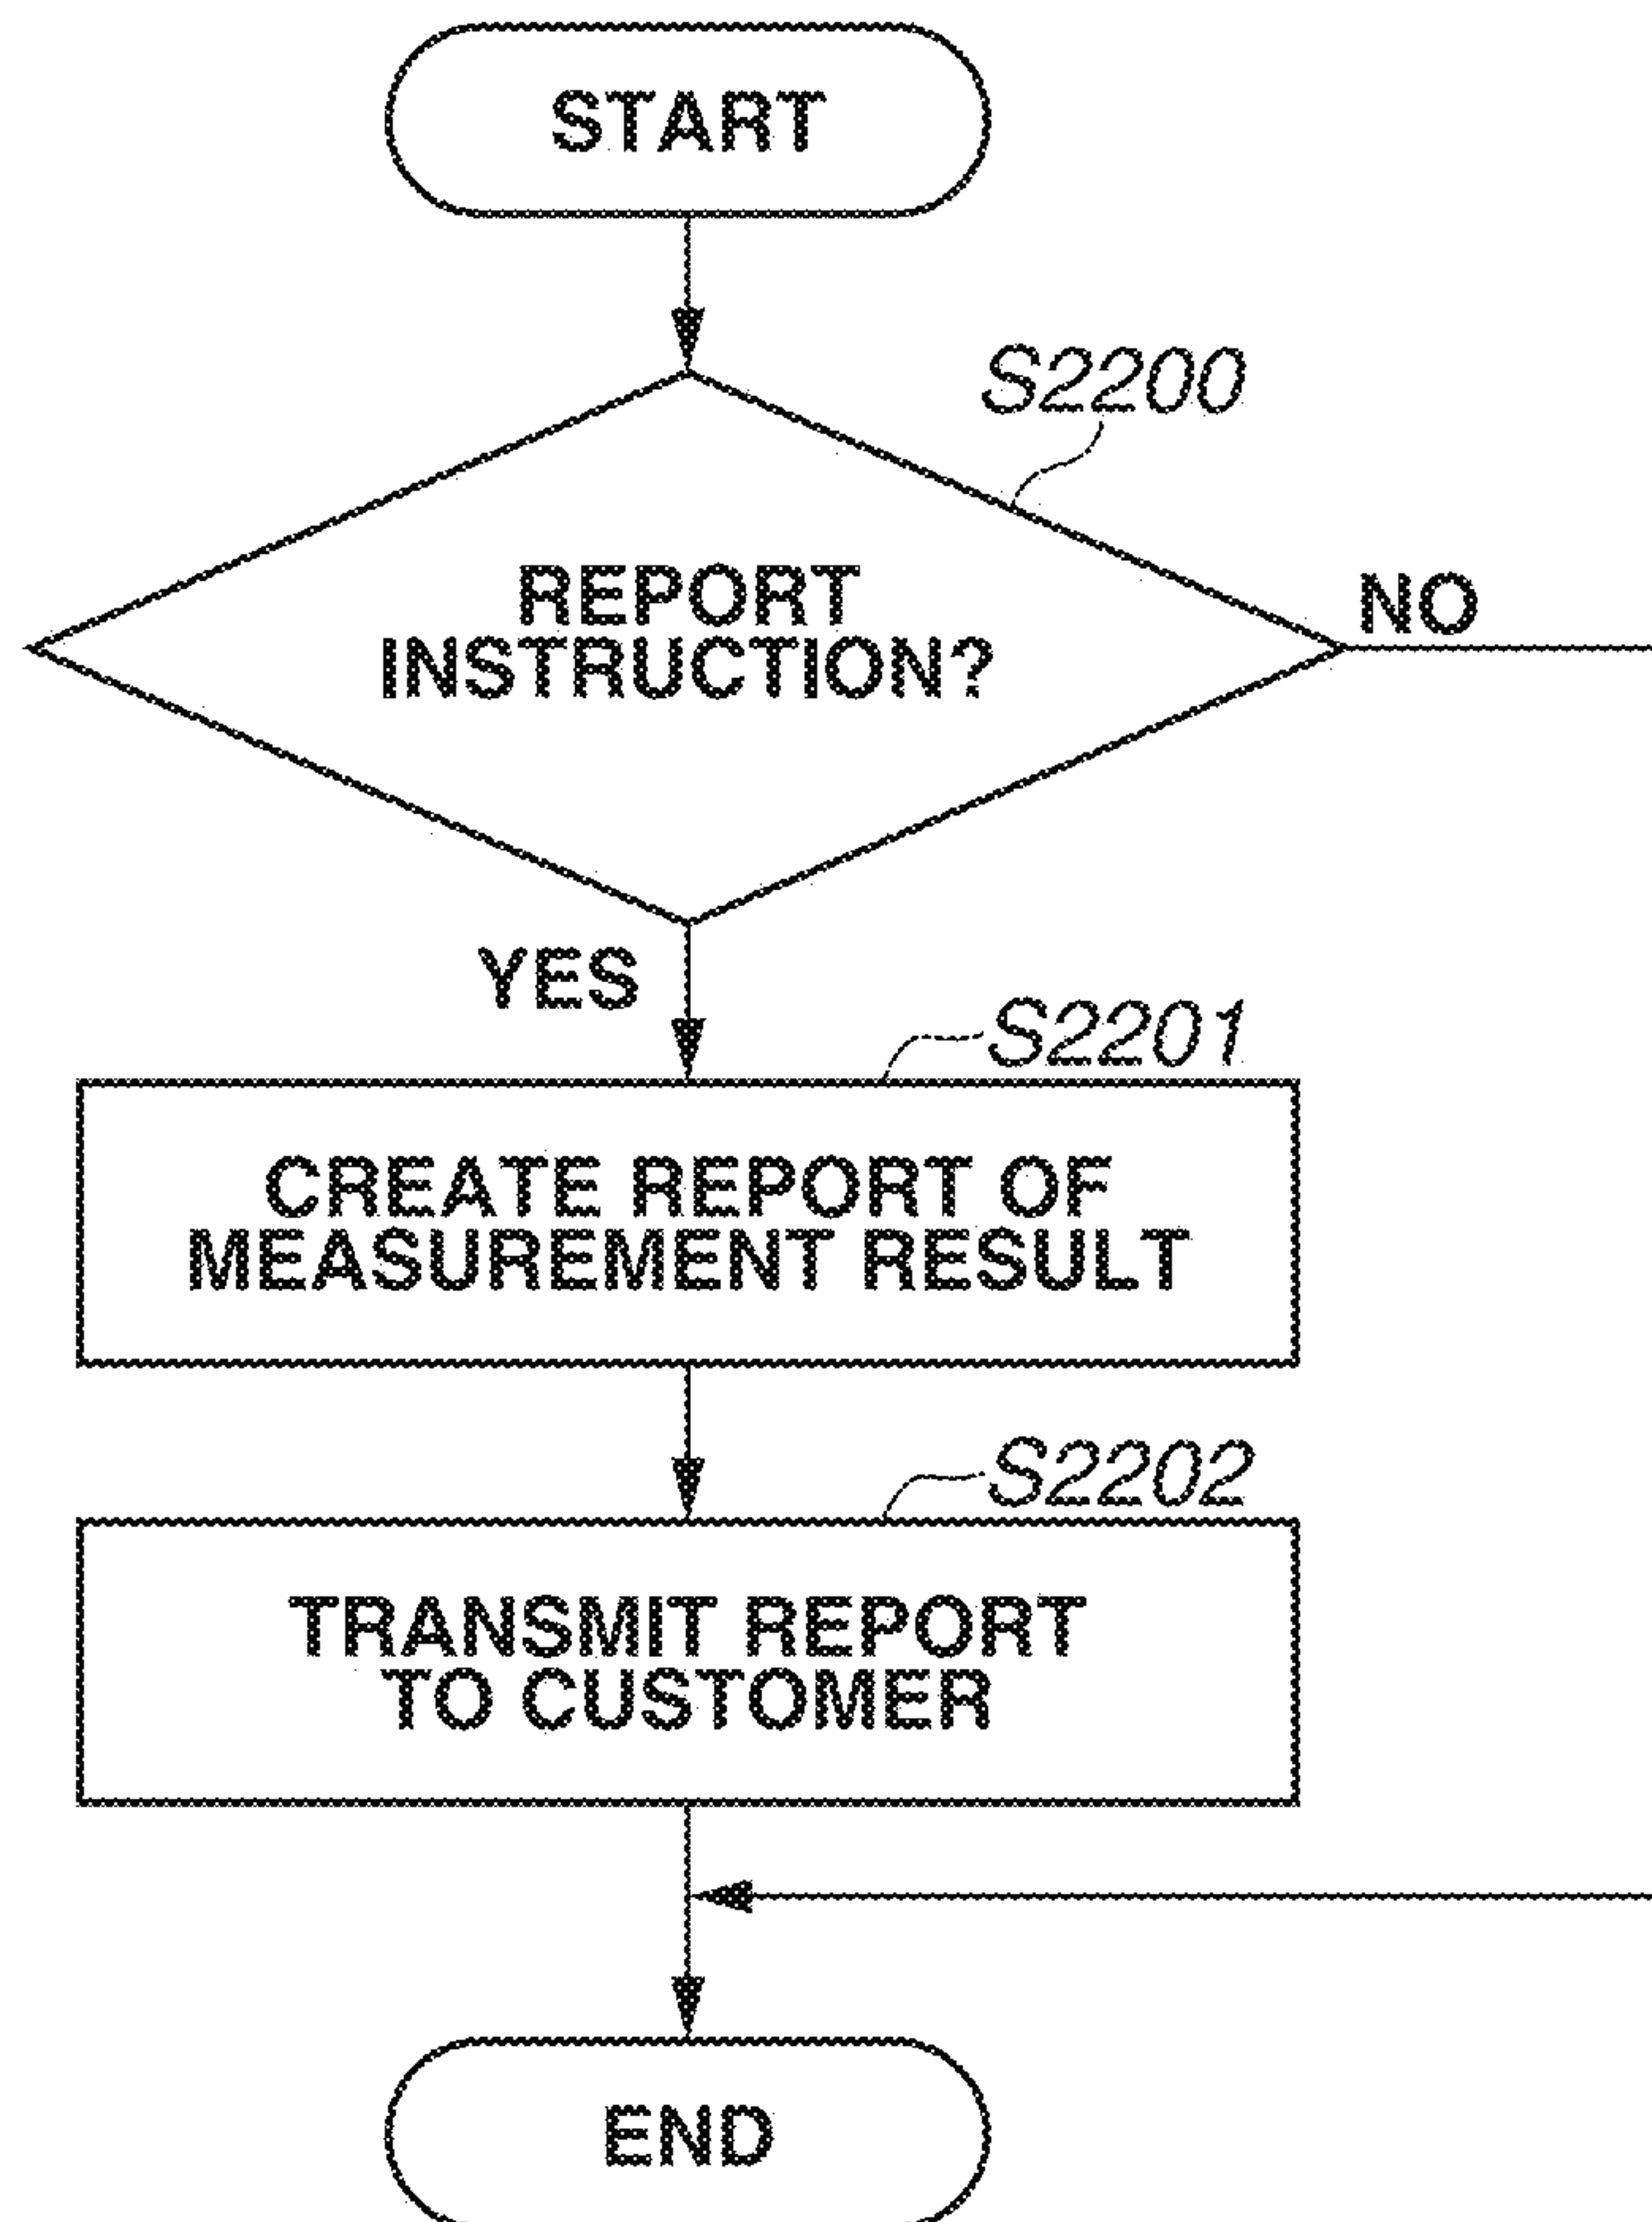 START
S2200
REPORT
INSTRUCTION?
NO
YES
S2201
CREATE REPORT OF
MEASUREMENT RESULT
S2202
TRANSMIT REPORT
TO CUSTOMER
END